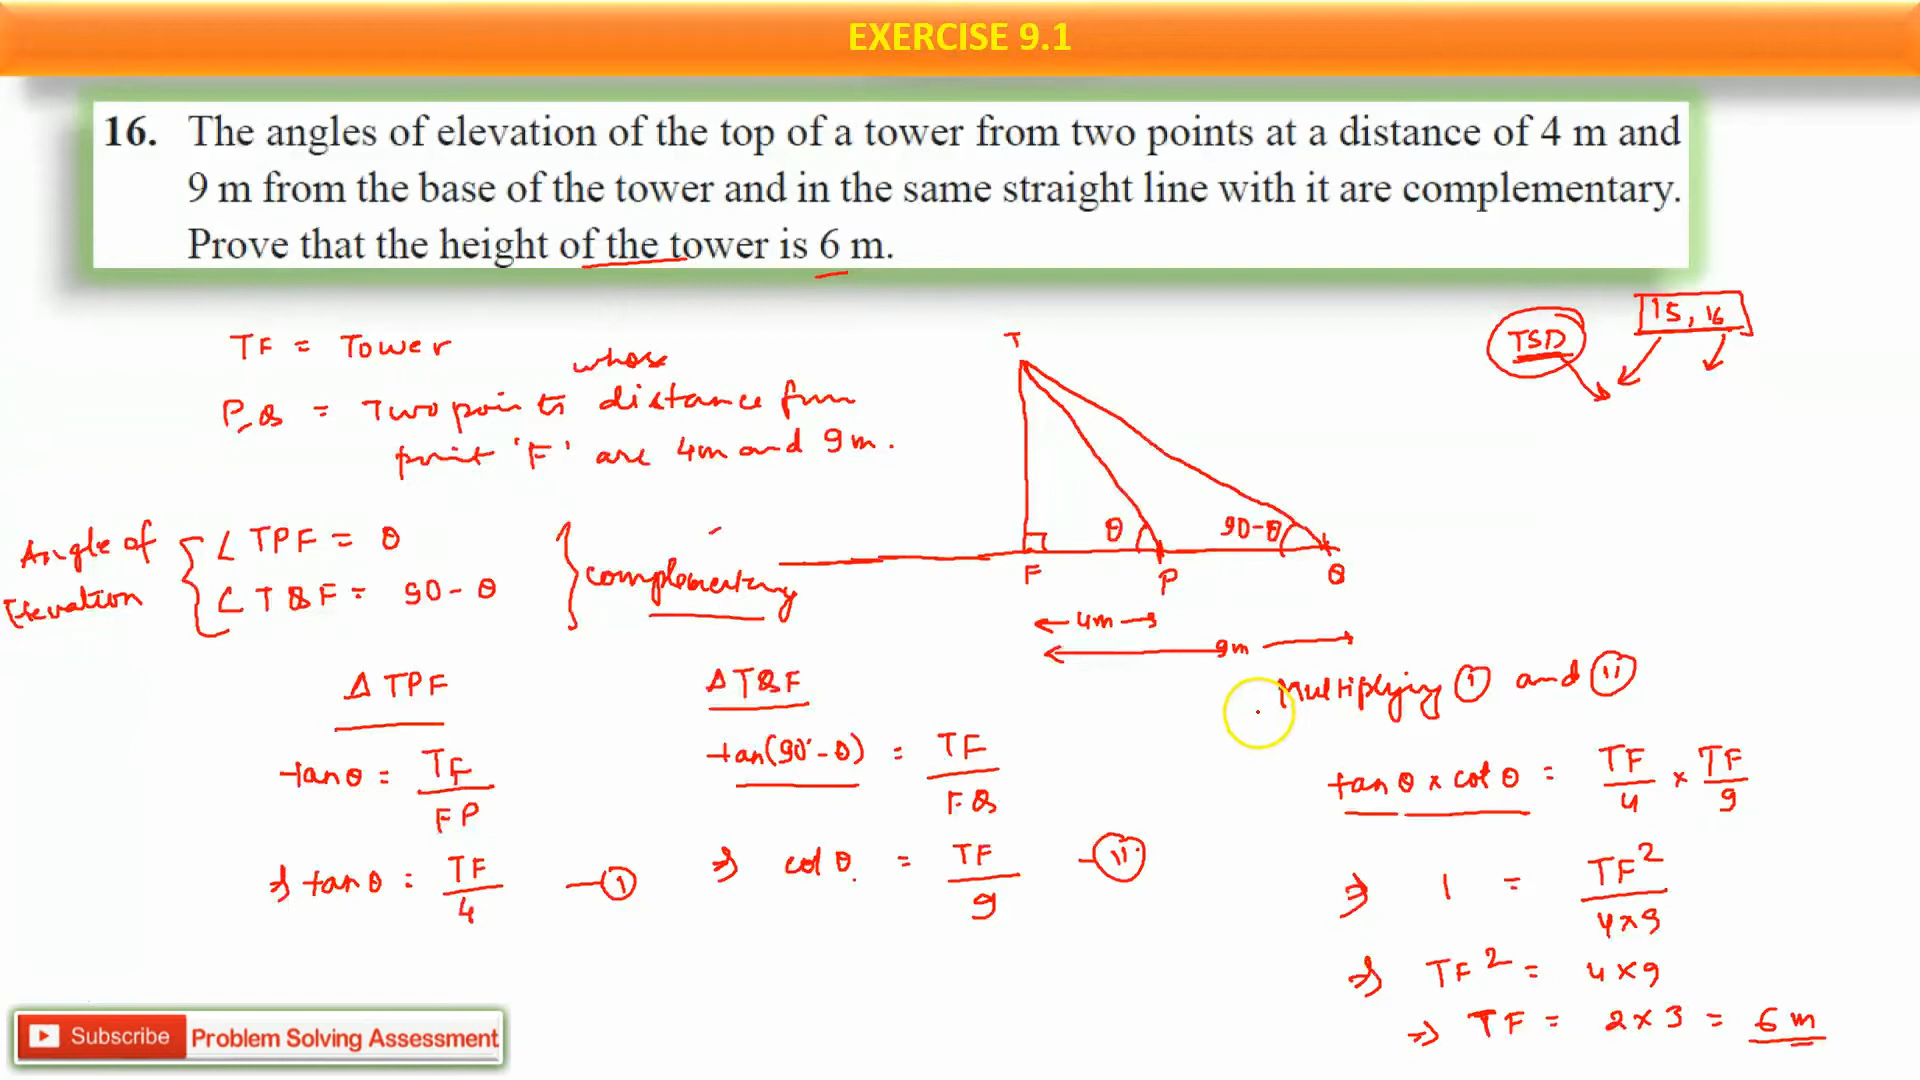 EXERCISE 9.1
16. The angles of elevation of the top of a tower from two points at a distance of 4 m and
9 m from the base of the tower and in the same straight line with it are complementary.
Prove that the height of the tower is 6 m.
TSD
15, 16
TF = Tower
whose
P, Q = Two points distance from
point 'F' are 4m and 9m.
T
θ
90-θ
F
P
Q
4m
9m
Angle of
Elevation
∠TPF = θ
∠TQF = 90-θ
complementary
Δ TPF
tanθ = TF/FP
⇒ tanθ = TF/4 —(I)
Δ TQF
tan(90°-θ) = TF/FQ
⇒ cot θ = TF/9 —(II)
Multiplying (I) and (II)
tan θ × cot θ = TF/4 × TF/9
⇒ 1 = TF²/4×9
⇒ TF² = 4×9
⇒ TF = 2×3 = 6m
Subscribe
Problem Solving Assessment